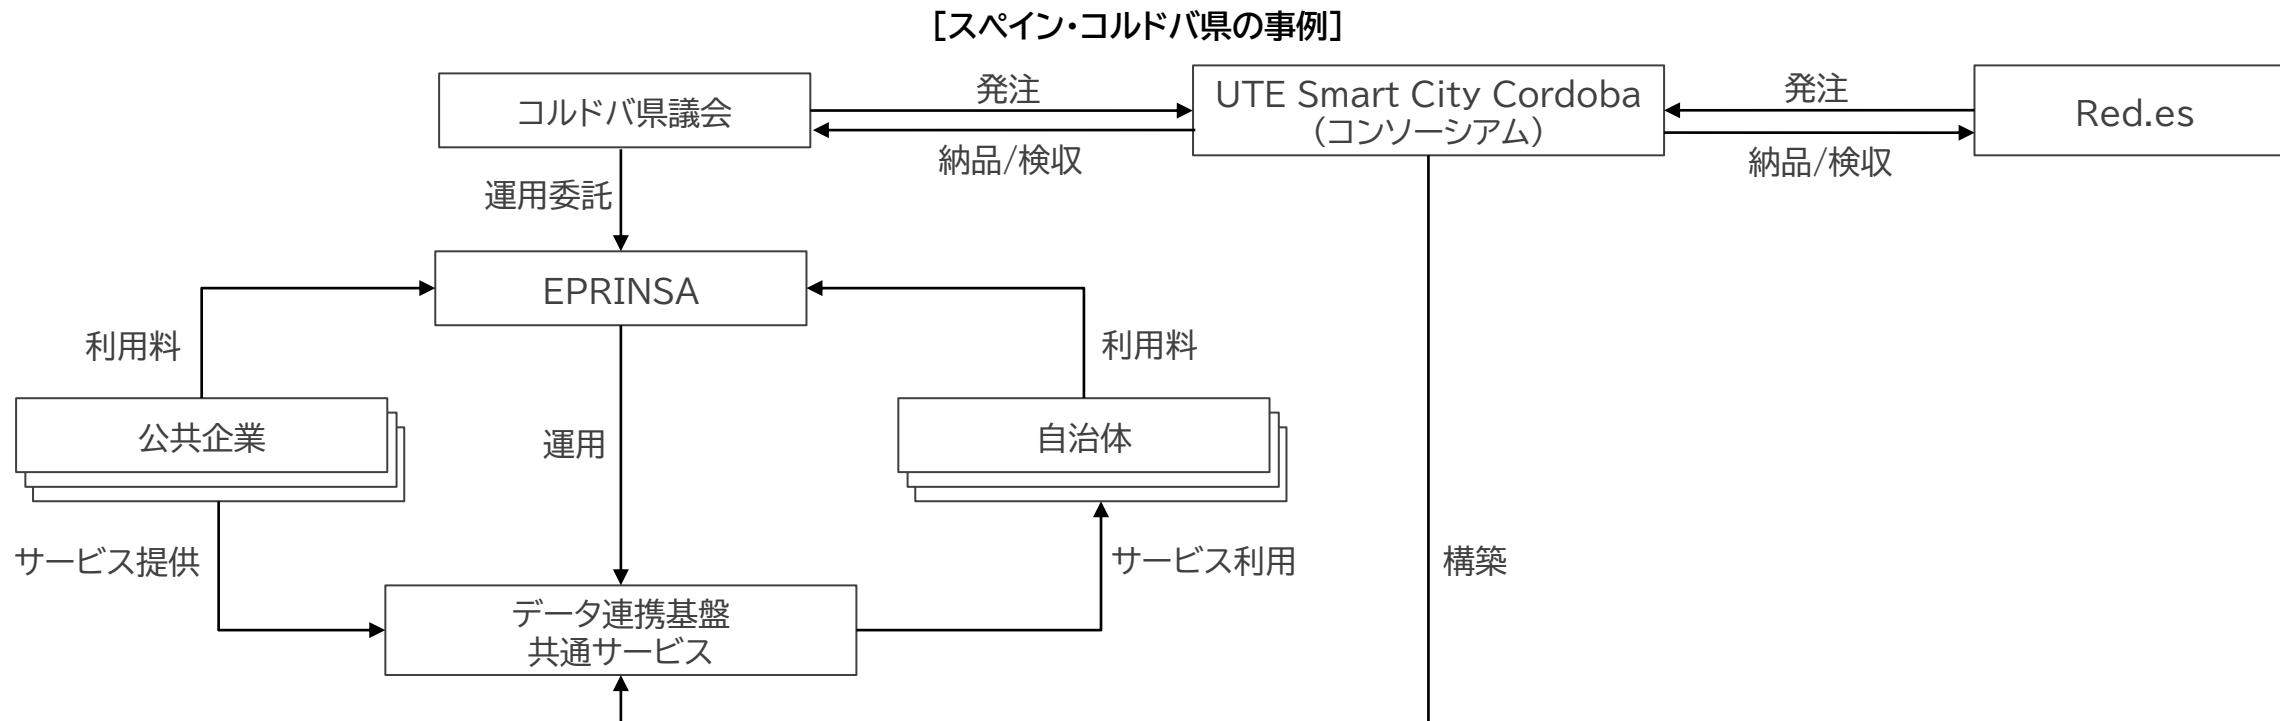 [スペイン・コルドバ県の事例]
コルドバ県議会
発注
納品/検収
UTE Smart City Cordoba
(コンソーシアム)
発注
納品/検収
Red.es
運用委託
EPRINSA
利用料
利用料
公共企業
運用
自治体
サービス提供
サービス利用
構築
データ連携基盤
共通サービス